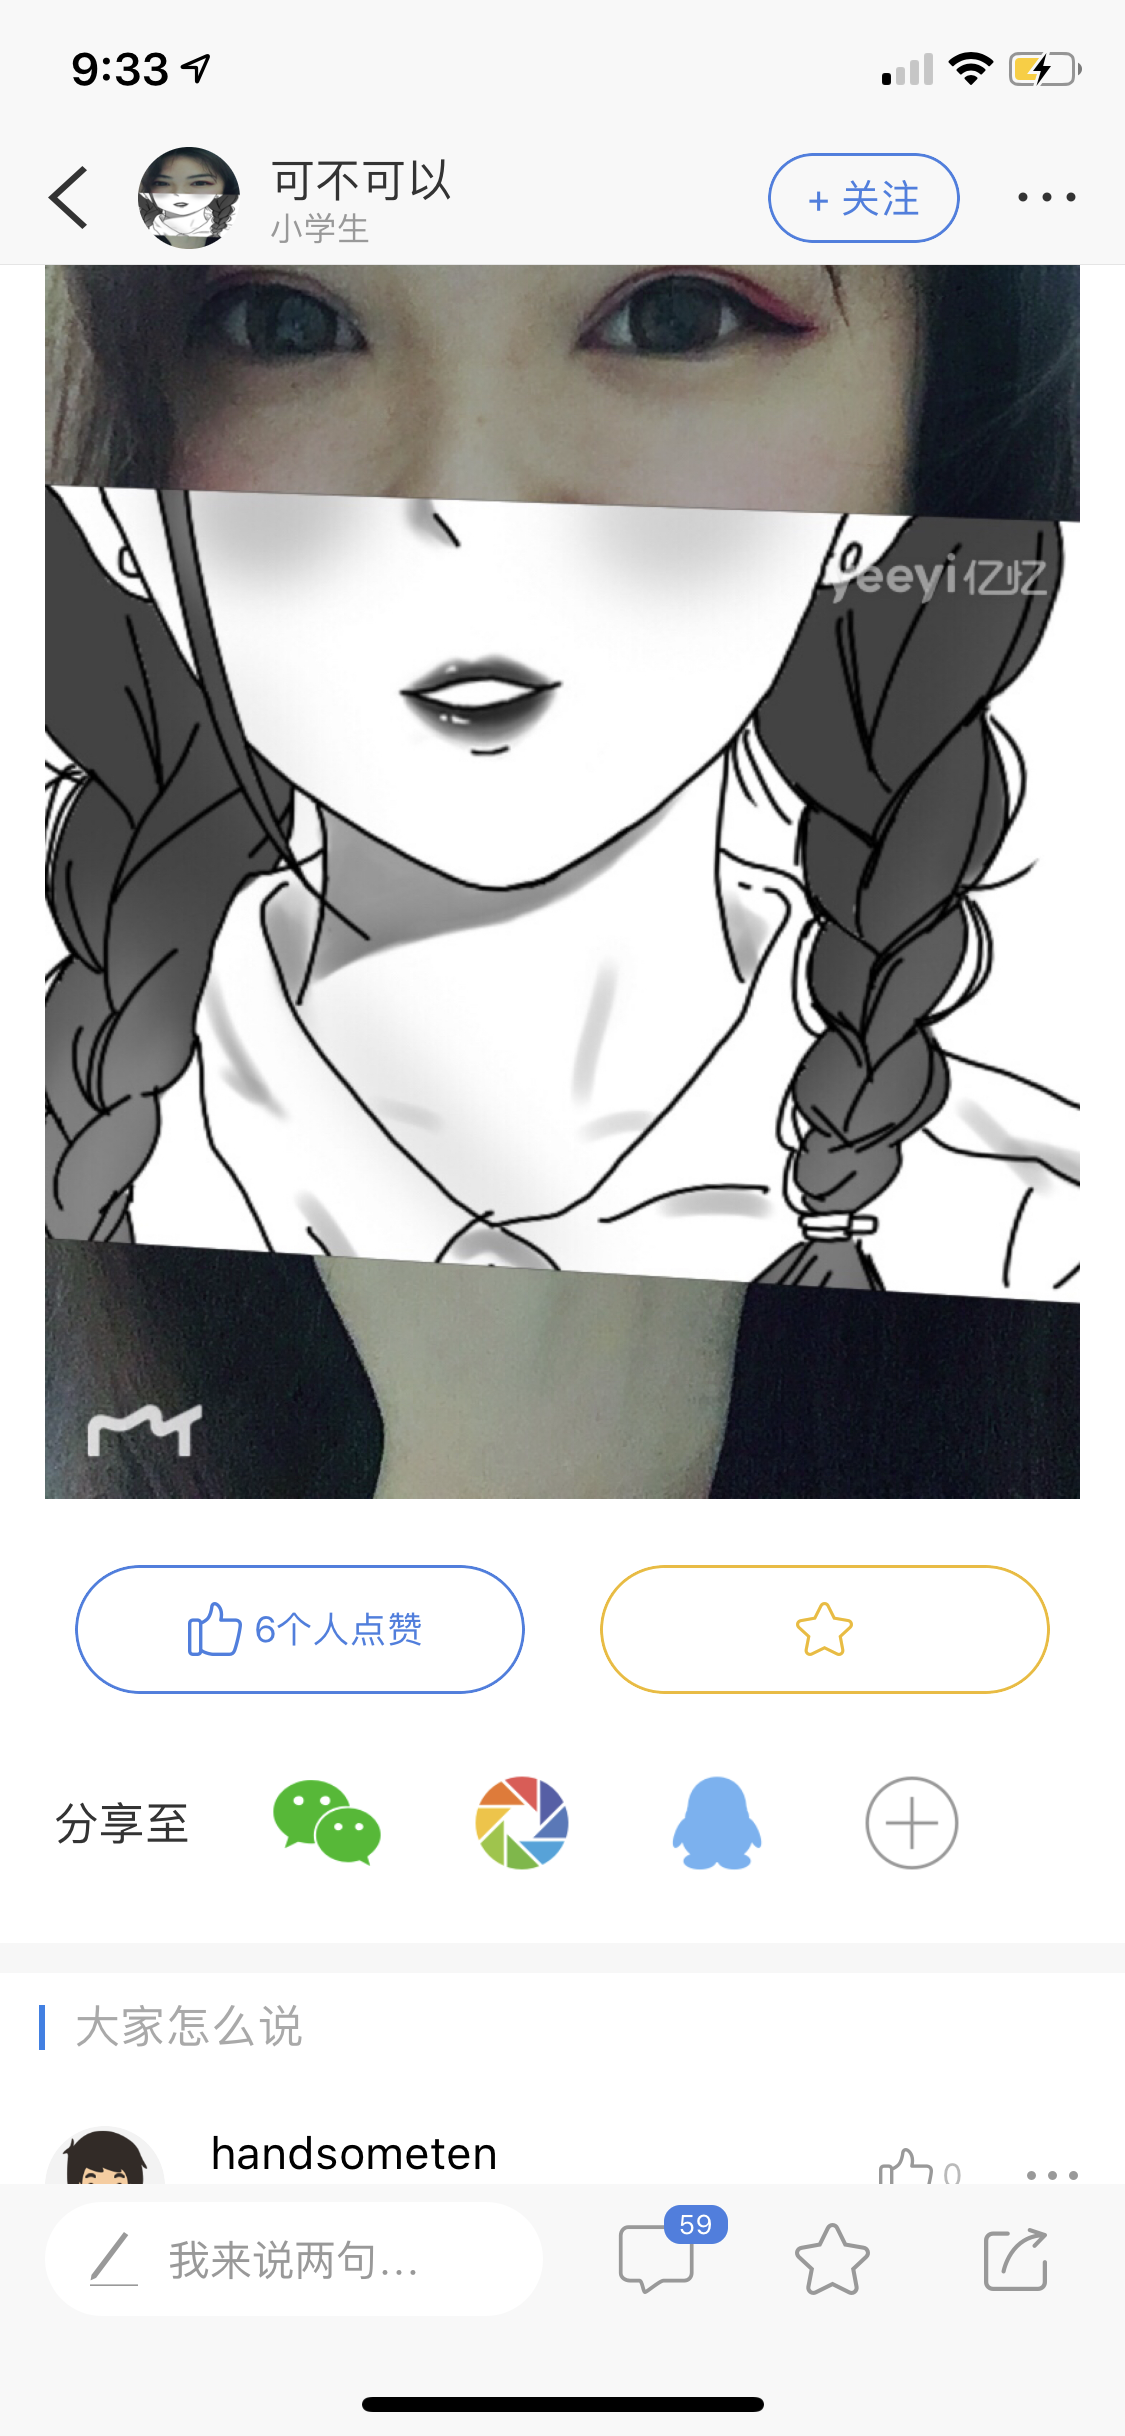 9:33
可不可以
小学生
+ 关注
yeeyi亿忆
6个人点赞
分享至
大家怎么说
handsometen
0
我来说两句...
59